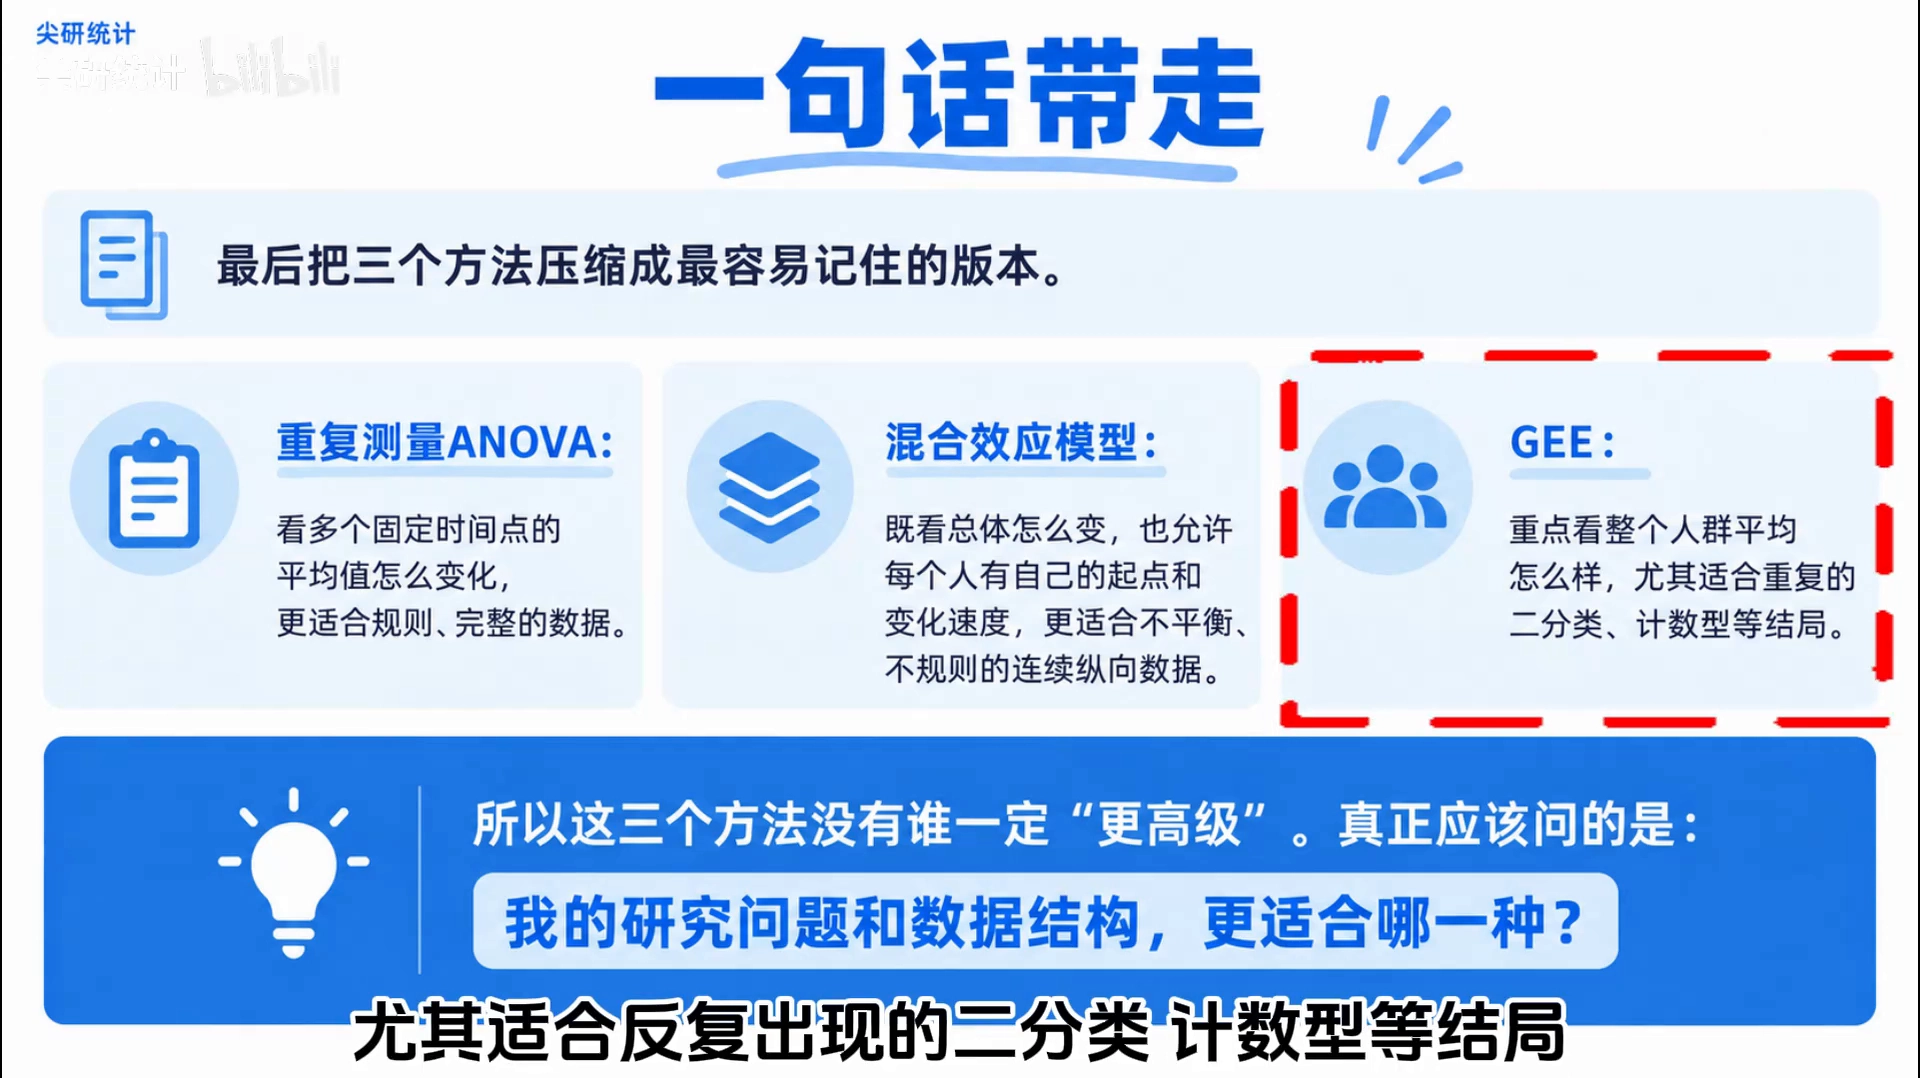 尖研统计
尖研统计 bilibili
一句话带走
最后把三个方法压缩成最容易记住的版本。
重复测量ANOVA:
看多个固定时间点的
平均值怎么变化,
更适合规则、完整的数据。
混合效应模型:
既看总体怎么变，也允许
每个人有自己的起点和
变化速度，更适合不平衡、
不规则的连续纵向数据。
GEE:
重点看整个人群平均
怎么样，尤其适合重复的
二分类、计数型等结局。
所以这三个方法没有谁一定“更高级”。真正应该问的是:
我的研究问题和数据结构，更适合哪一种?
尤其适合反复出现的二分类 计数型等结局